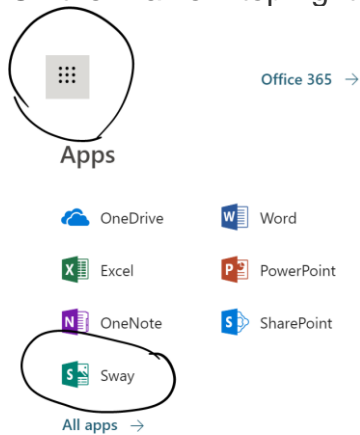 Office 365 →
Apps
OneDrive
W Word
X Excel
P PowerPoint
N OneNote
S SharePoint
S Sway
All apps →